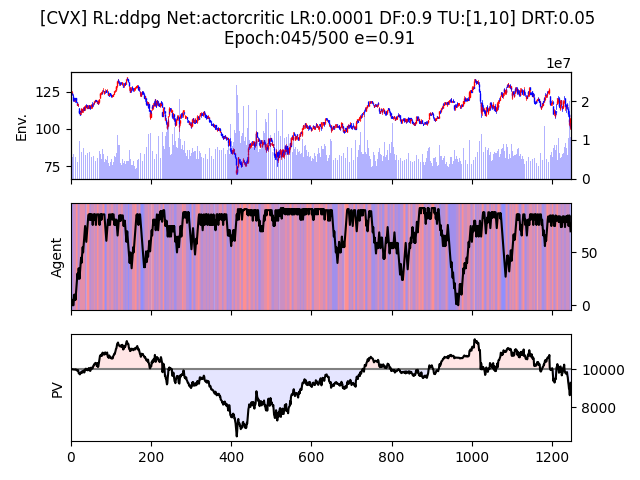 [CVX] RL:ddpg Net:actorcritic LR:0.0001 DF:0.9 TU:[1,10] DRT:0.05
Epoch:045/500 e=0.91
1e7
125
100
75
Env.
2
1
0
Agent
50
0
PV
10000
8000
0 200 400 600 800 1000 1200